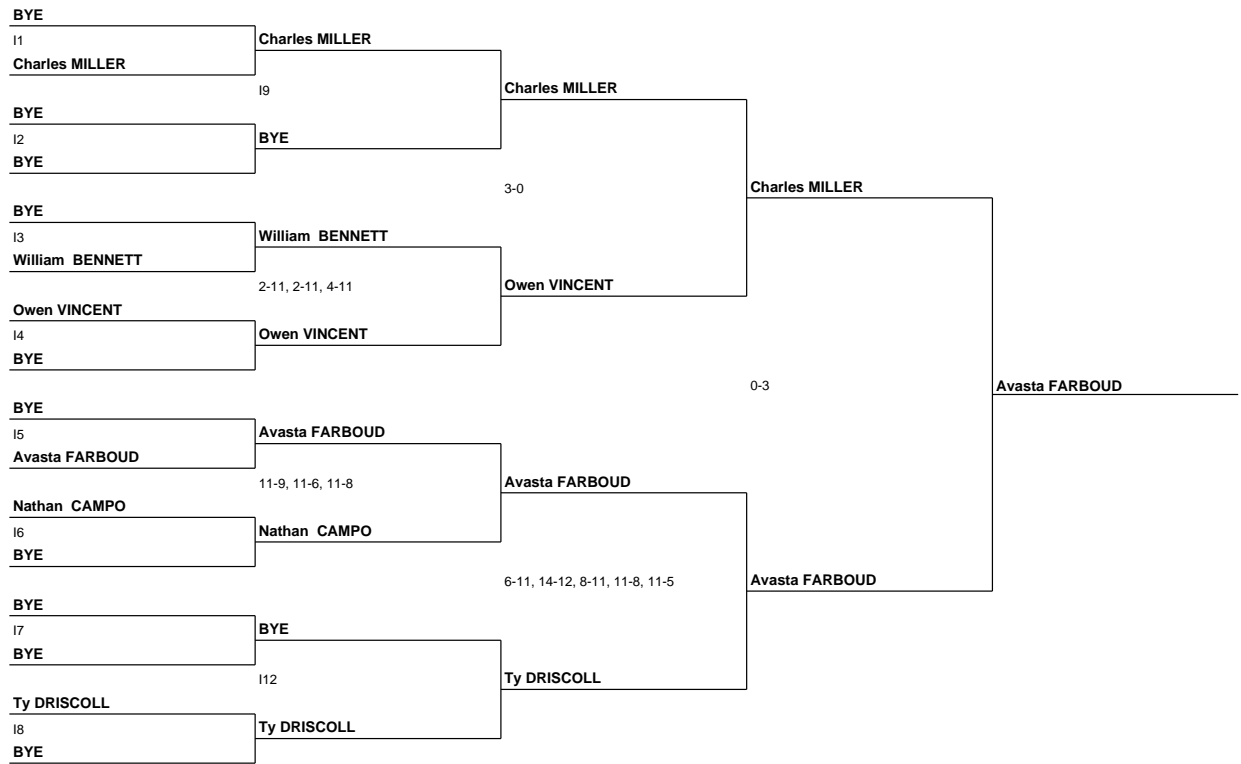 BYE
I1
Charles MILLER
BYE
I2
BYE
BYE
I3
William  BENNETT
Owen VINCENT
I4
BYE
BYE
I5
Avasta FARBOUD
Nathan  CAMPO
I6
BYE
BYE
I7
BYE
Ty DRISCOLL
I8
BYE
Charles MILLER
I9
BYE
William  BENNETT
2-11, 2-11, 4-11
Owen VINCENT
Avasta FARBOUD
11-9, 11-6, 11-8
Nathan  CAMPO
BYE
I12
Ty DRISCOLL
Charles MILLER
3-0
Owen VINCENT
Avasta FARBOUD
6-11, 14-12, 8-11, 11-8, 11-5
Ty DRISCOLL
Charles MILLER
0-3
Avasta FARBOUD
Avasta FARBOUD